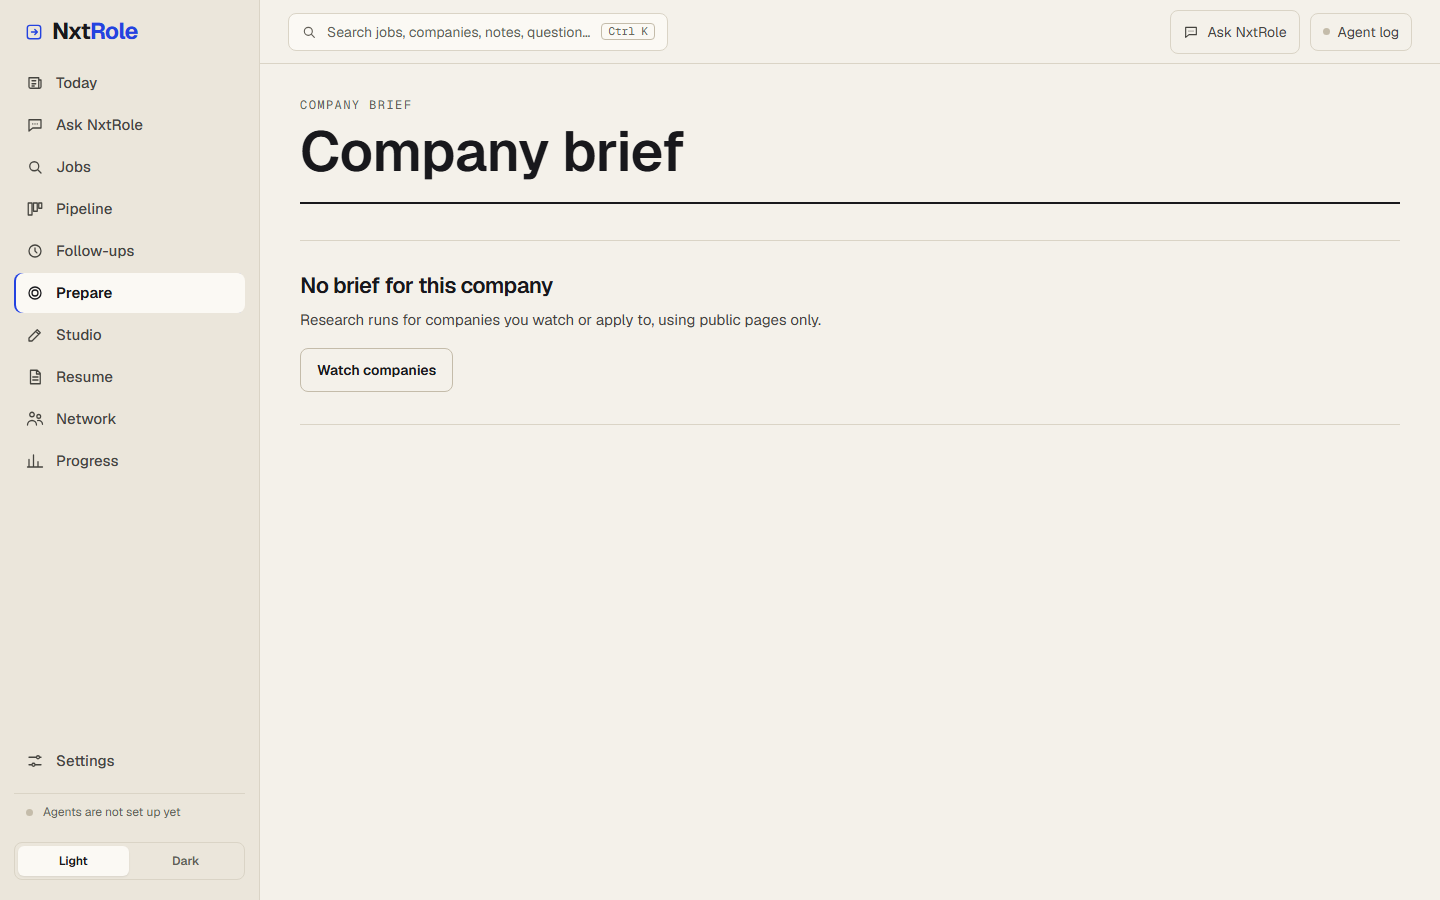 NxtRole
Search jobs, companies, notes, question...
Ctrl K
Ask NxtRole
Agent log
Today
Ask NxtRole
Jobs
Pipeline
Follow-ups
Prepare
Studio
Resume
Network
Progress
Settings
Agents are not set up yet
Light
Dark
COMPANY BRIEF
Company brief
No brief for this company
Research runs for companies you watch or apply to, using public pages only.
Watch companies